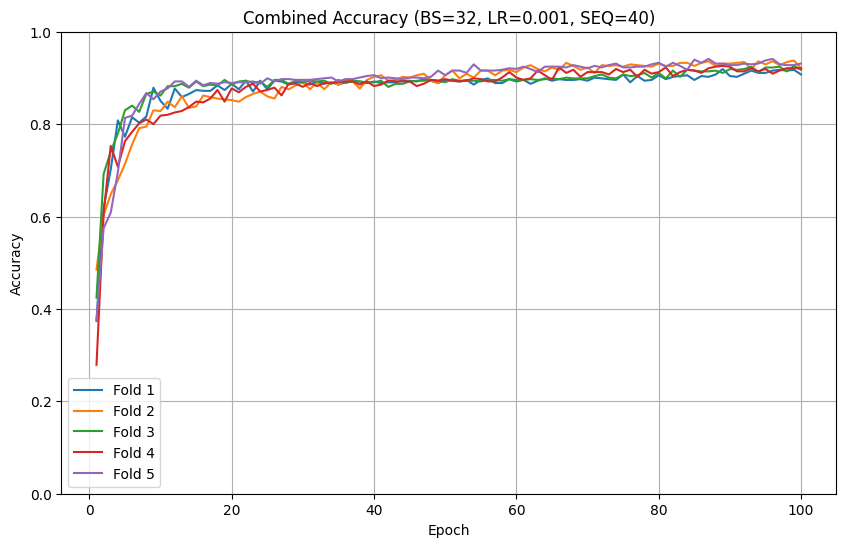 Combined Accuracy (BS=32, LR=0.001, SEQ=40)
1.0
0.8
0.6
0.4
0.2
0.0
Accuracy
Fold 1
Fold 2
Fold 3
Fold 4
Fold 5
0 20 40 60 80 100
Epoch